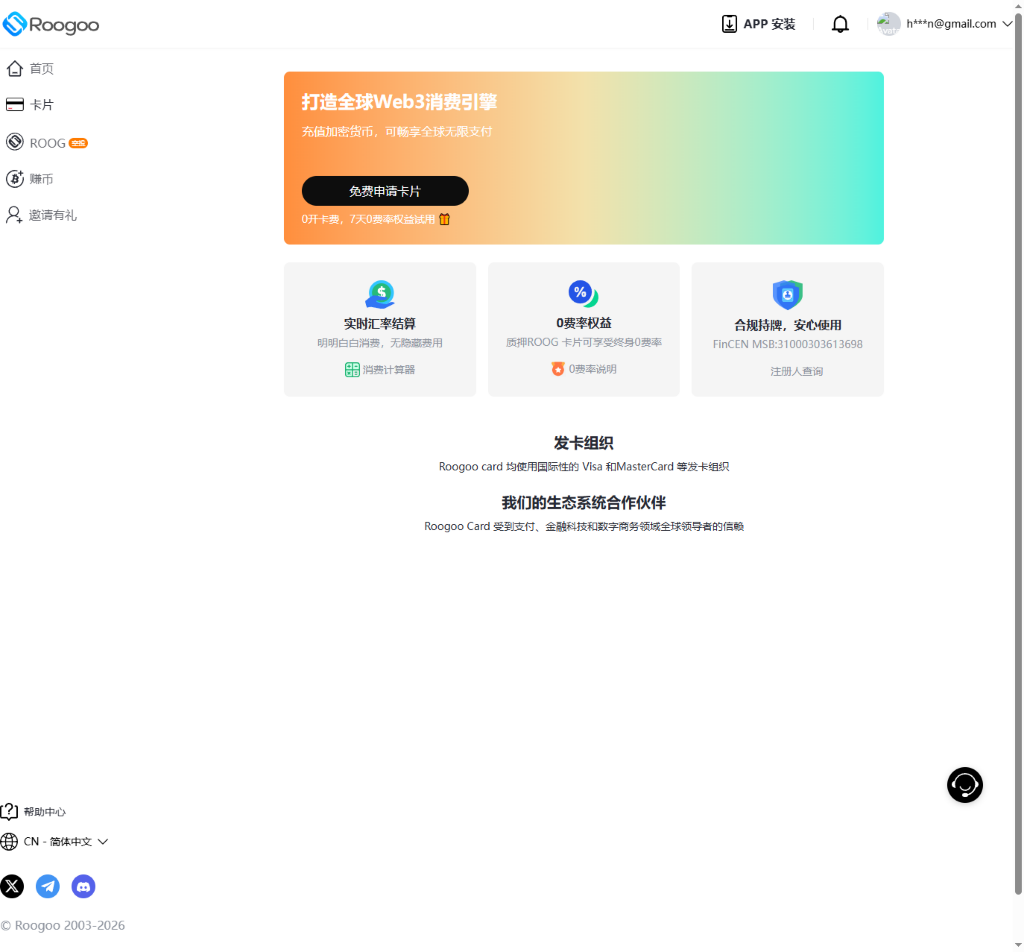 Roogoo
APP 安装
h***n@gmail.com
首页
卡片
ROOG 空投
赚币
邀请有礼
打造全球Web3消费引擎
充值加密货币，可畅享全球无限支付
免费申请卡片
0开卡费，7天0费率权益试用
实时汇率结算
明明白白消费，无隐藏费用
消费计算器
0费率权益
质押ROOG 卡片可享受终身0费率
0费率说明
合规持牌，安心使用
FinCEN MSB:31000303613698
注册人查询
发卡组织
Roogoo card 均使用国际性的 Visa 和MasterCard 等发卡组织
我们的生态系统合作伙伴
Roogoo Card 受到支付、金融科技和数字商务领域全球领导者的信赖
帮助中心
CN - 简体中文
© Roogoo 2003-2026